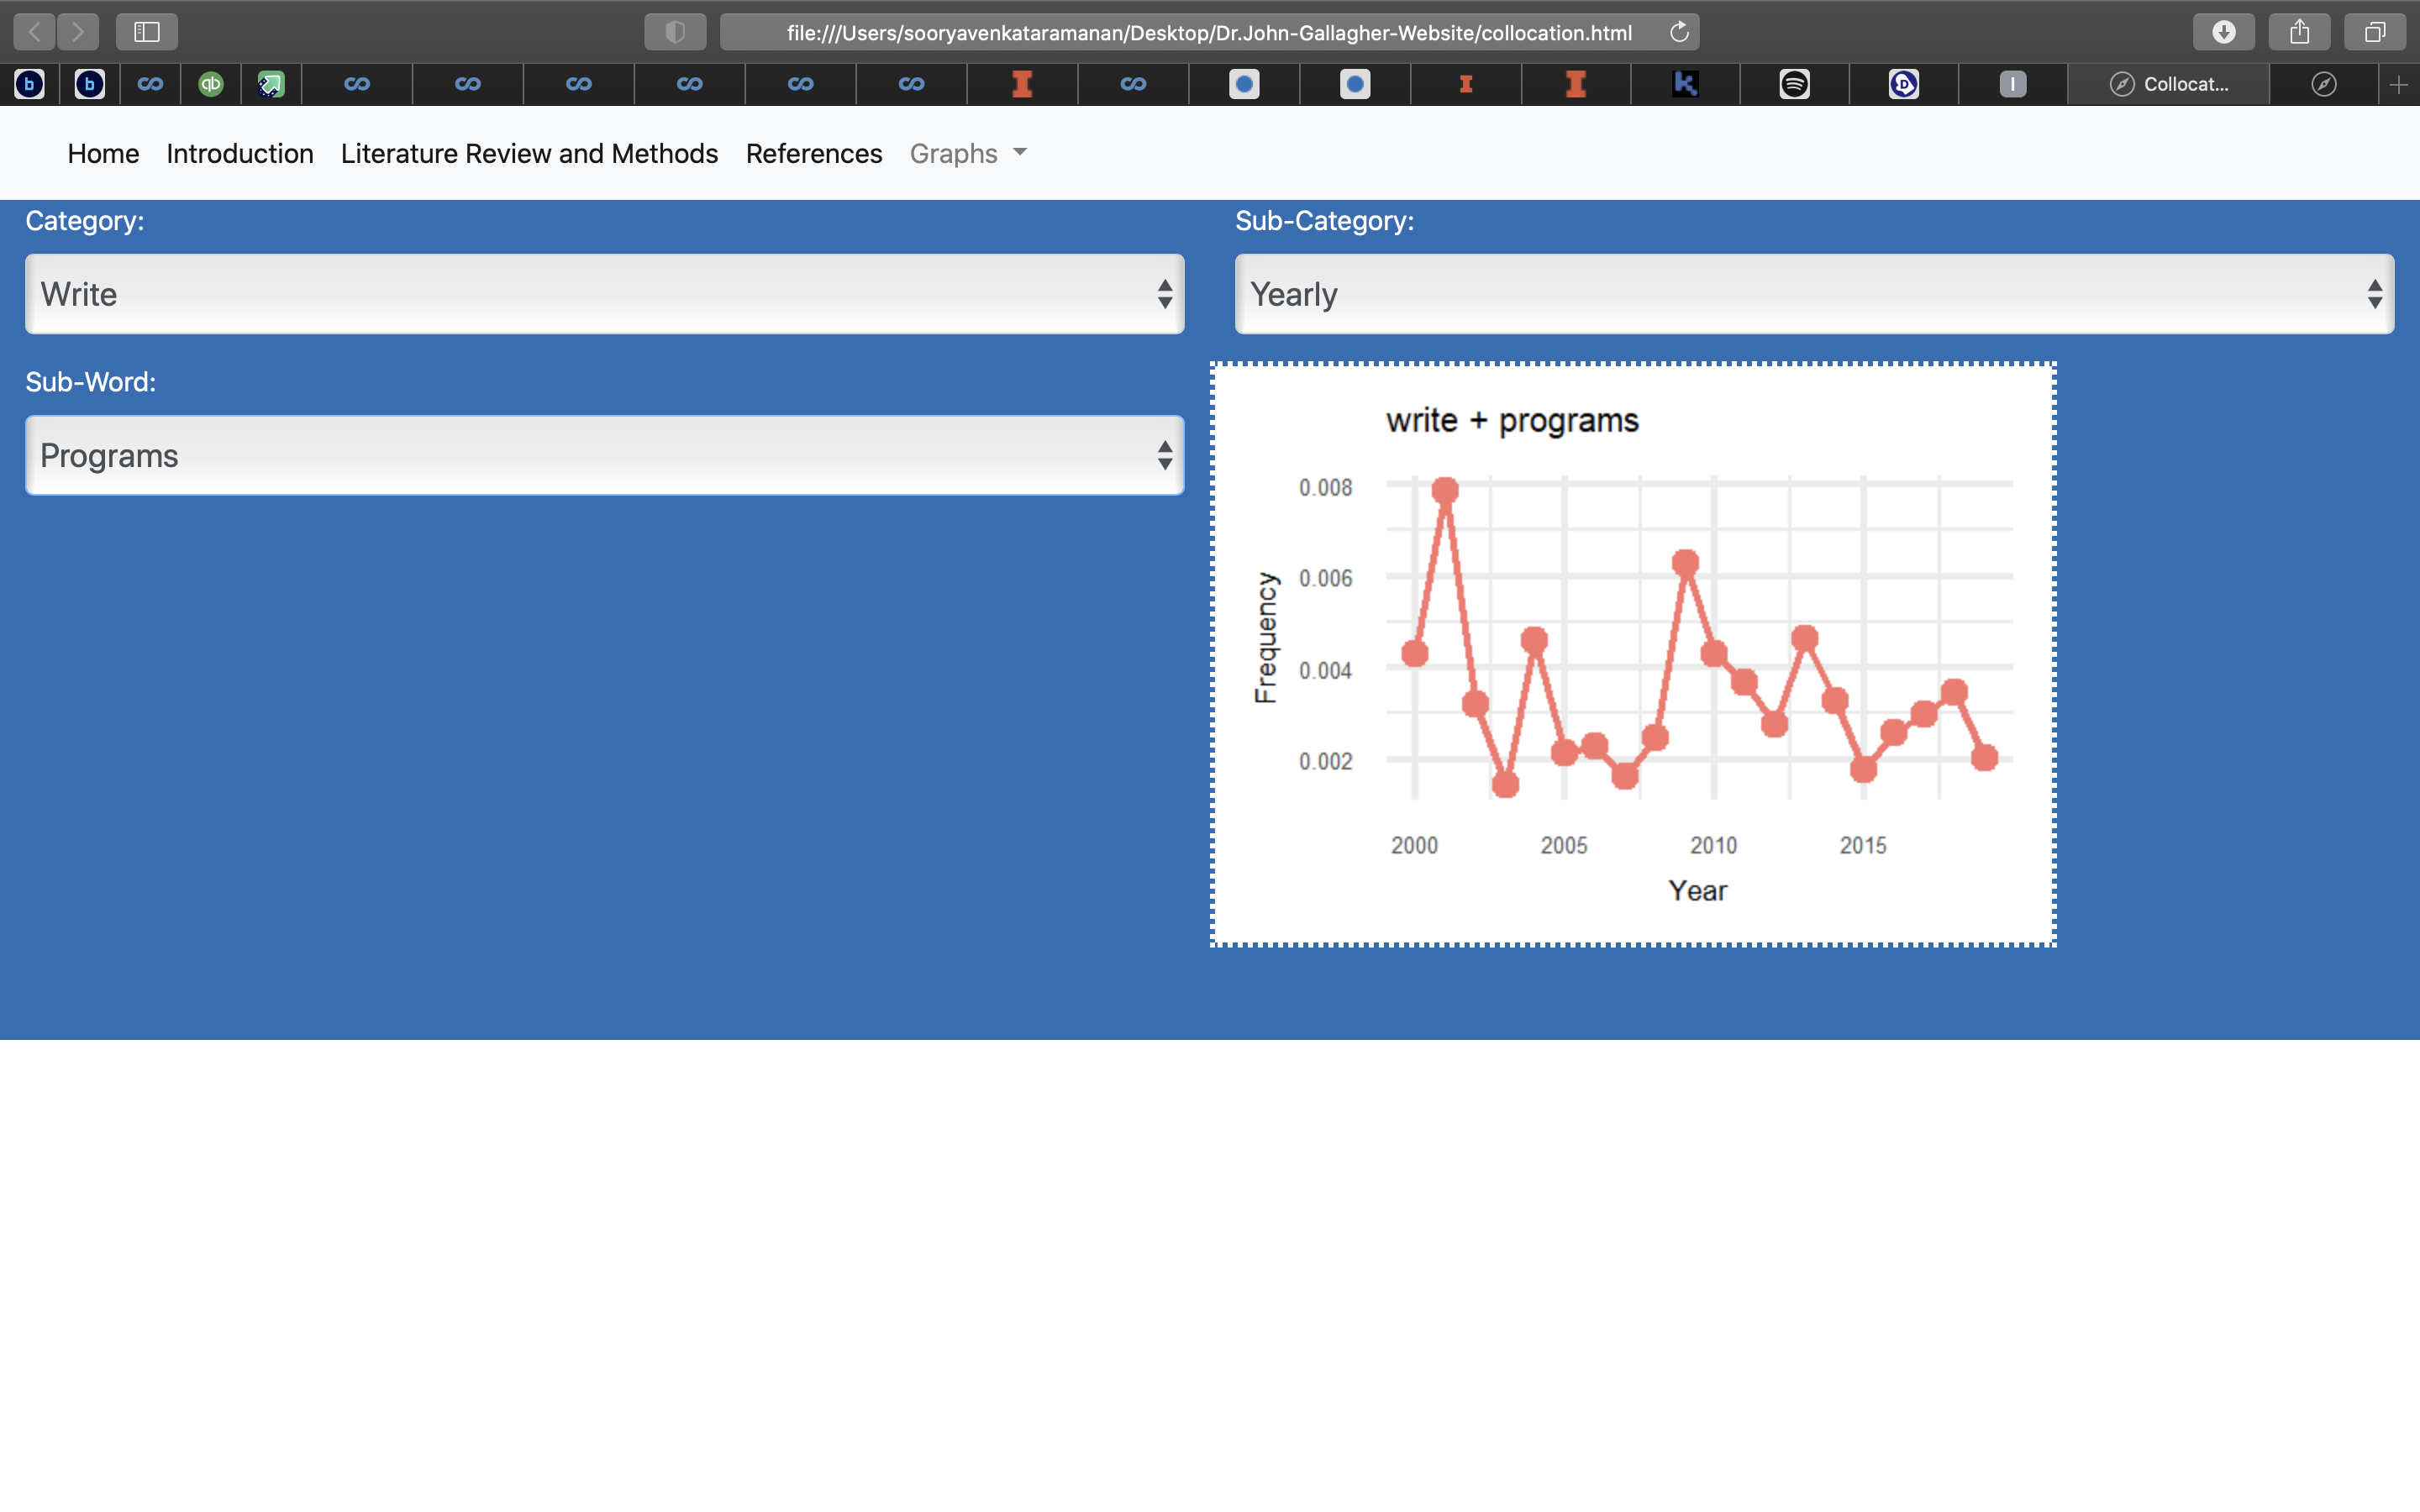 file:///Users/sooryavenkataramanan/Desktop/Dr.John-Gallagher-Website/collocation.html
b b qb I I I I Collocat...
Home Introduction Literature Review and Methods References Graphs
Category: Sub-Category:
Write Yearly
Sub-Word:
Programs
write + programs
0.008
0.006
0.004
0.002
Frequency
2000 2005 2010 2015
Year